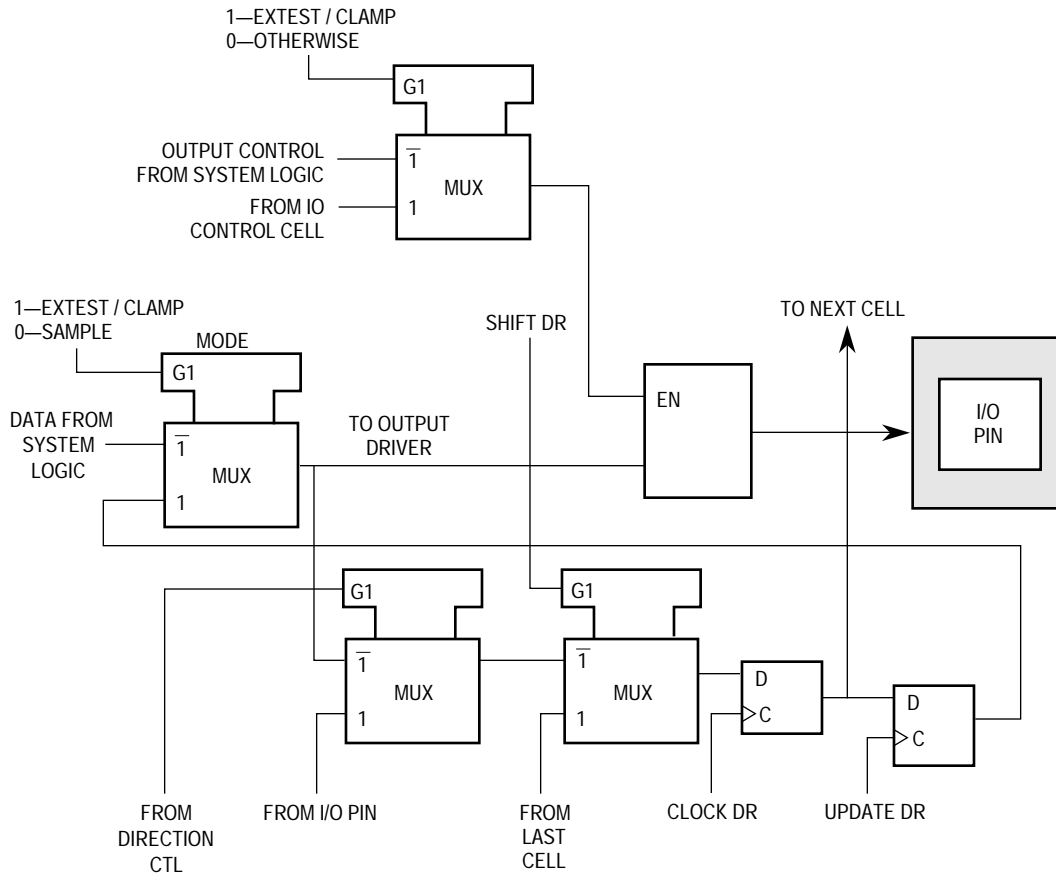 1—EXTEST / CLAMP
0—OTHERWISE
G1
OUTPUT CONTROL
FROM SYSTEM LOGIC
1̅
MUX
FROM IO
CONTROL CELL
1
1—EXTEST / CLAMP
0—SAMPLE
MODE
G1
SHIFT DR
TO NEXT CELL
DATA FROM
SYSTEM
LOGIC
1̅
MUX
1
TO OUTPUT
DRIVER
EN
I/O
PIN
G1
G1
1̅
MUX
1
1̅
MUX
1
D
C
D
C
FROM
DIRECTION
CTL
FROM I/O PIN
FROM
LAST
CELL
CLOCK DR
UPDATE DR